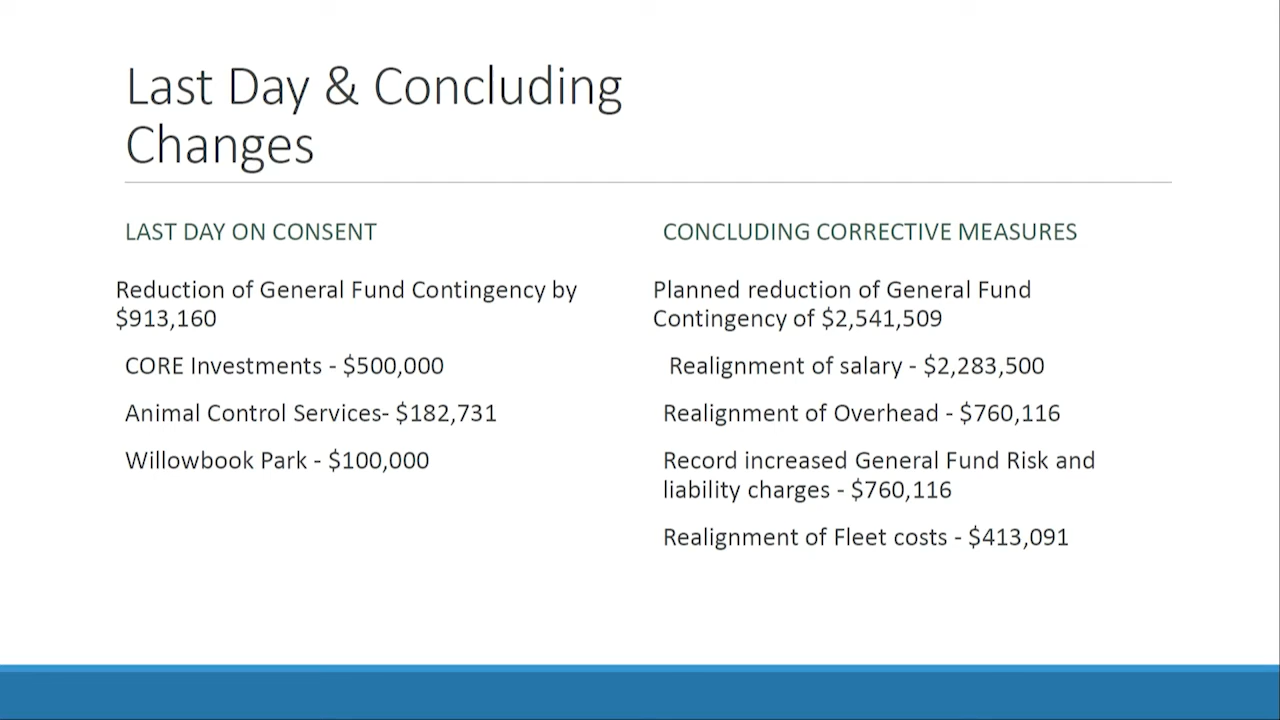 Last Day & Concluding
Changes
LAST DAY ON CONSENT
Reduction of General Fund Contingency by
$913,160
CORE Investments - $500,000
Animal Control Services- $182,731
Willowbook Park - $100,000
CONCLUDING CORRECTIVE MEASURES
Planned reduction of General Fund
Contingency of $2,541,509
Realignment of salary - $2,283,500
Realignment of Overhead - $760,116
Record increased General Fund Risk and
liability charges - $760,116
Realignment of Fleet costs - $413,091